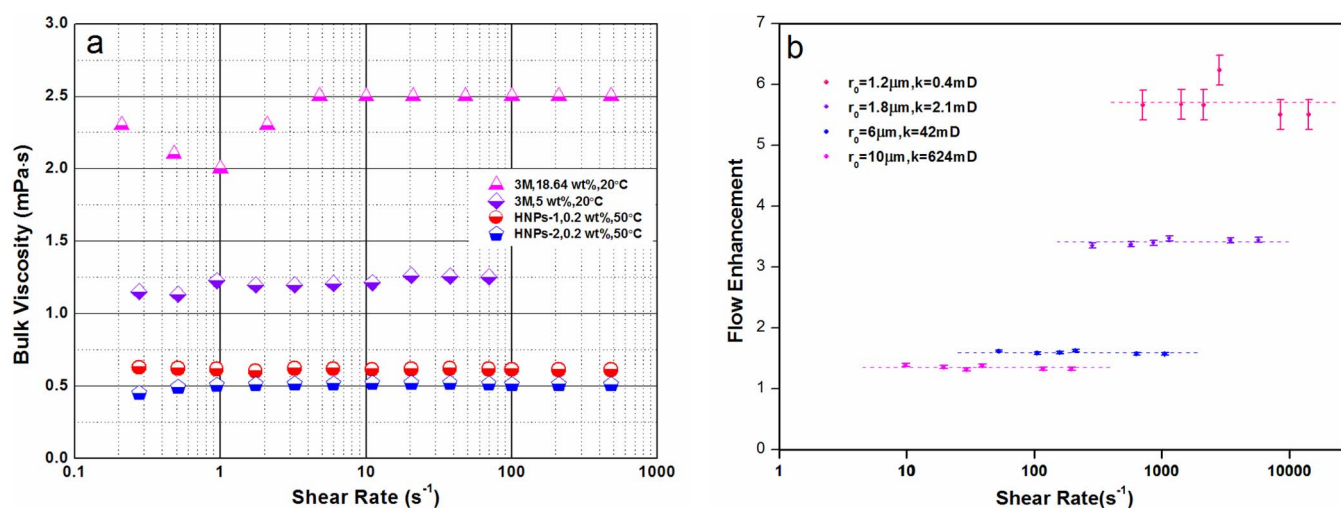 a
3.0
2.5
2.0
1.5
1.0
0.5
0.0
Bulk Viscosity (mPa·s)
3M,18.64 wt%,20°C
3M,5 wt%,20°C
HNPs-1,0.2 wt%,50°C
HNPs-2,0.2 wt%,50°C
0.1
1
10
100
1000
Shear Rate (s⁻¹)
b
7
6
5
4
3
2
1
0
Flow Enhancement
r₀=1.2μm,k=0.4mD
r₀=1.8μm,k=2.1mD
r₀=6μm,k=42mD
r₀=10μm,k=624mD
1
10
100
1000
10000
Shear Rate(s⁻¹)